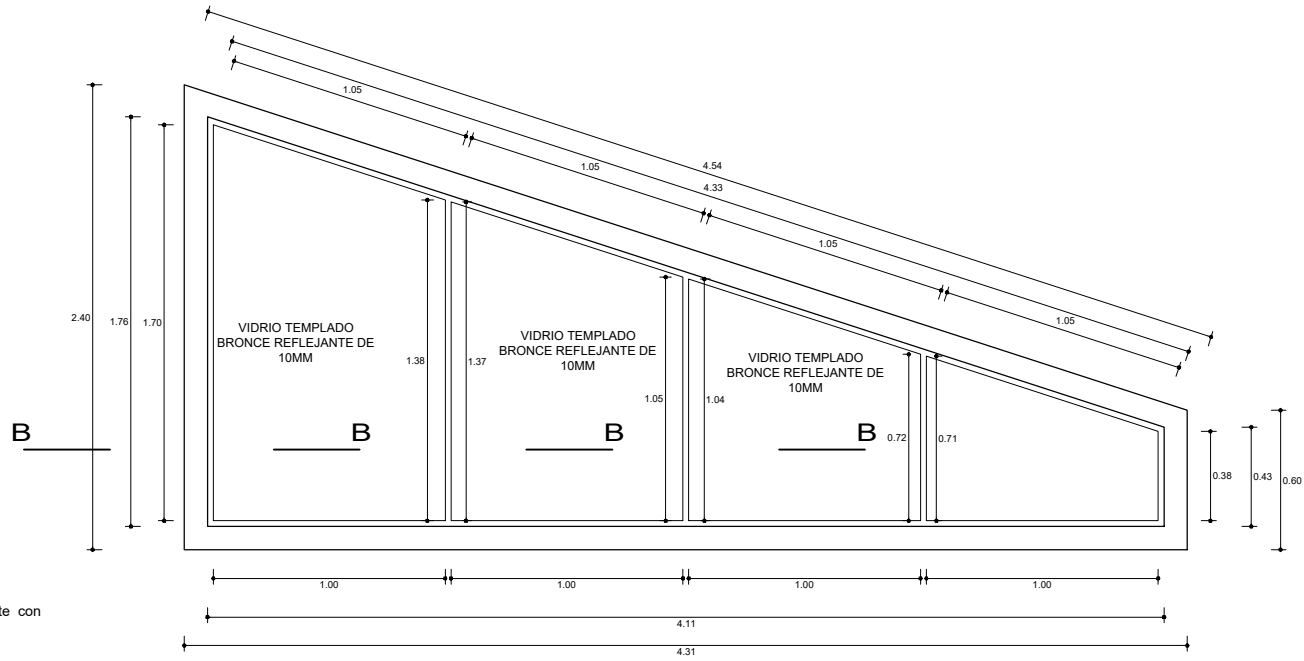 1.05
4.54
4.33
1.05
1.05
1.05
2.40
1.76
1.70
VIDRIO TEMPLADO
BRONCE REFLEJANTE DE
10MM
1.38
1.37
VIDRIO TEMPLADO
BRONCE REFLEJANTE DE
10MM
1.05
1.04
VIDRIO TEMPLADO
BRONCE REFLEJANTE DE
10MM
0.72
0.71
0.38
0.43
0.60
B
B
B
B
1.00
1.00
1.00
1.00
te con
4.11
4.31